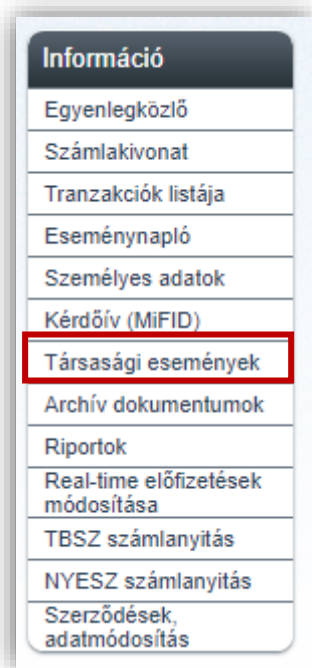 Információ
Egyenlegközlő
Számlakivonat
Tranzakciók listája
Eseménynapló
Személyes adatok
Kérdőív (MiFID)
Társasági események
Archív dokumentumok
Riportok
Real-time előfizetések
módosítása
TBSZ számlanyitás
NYESZ számlanyitás
Szerződések,
adatmódosítás